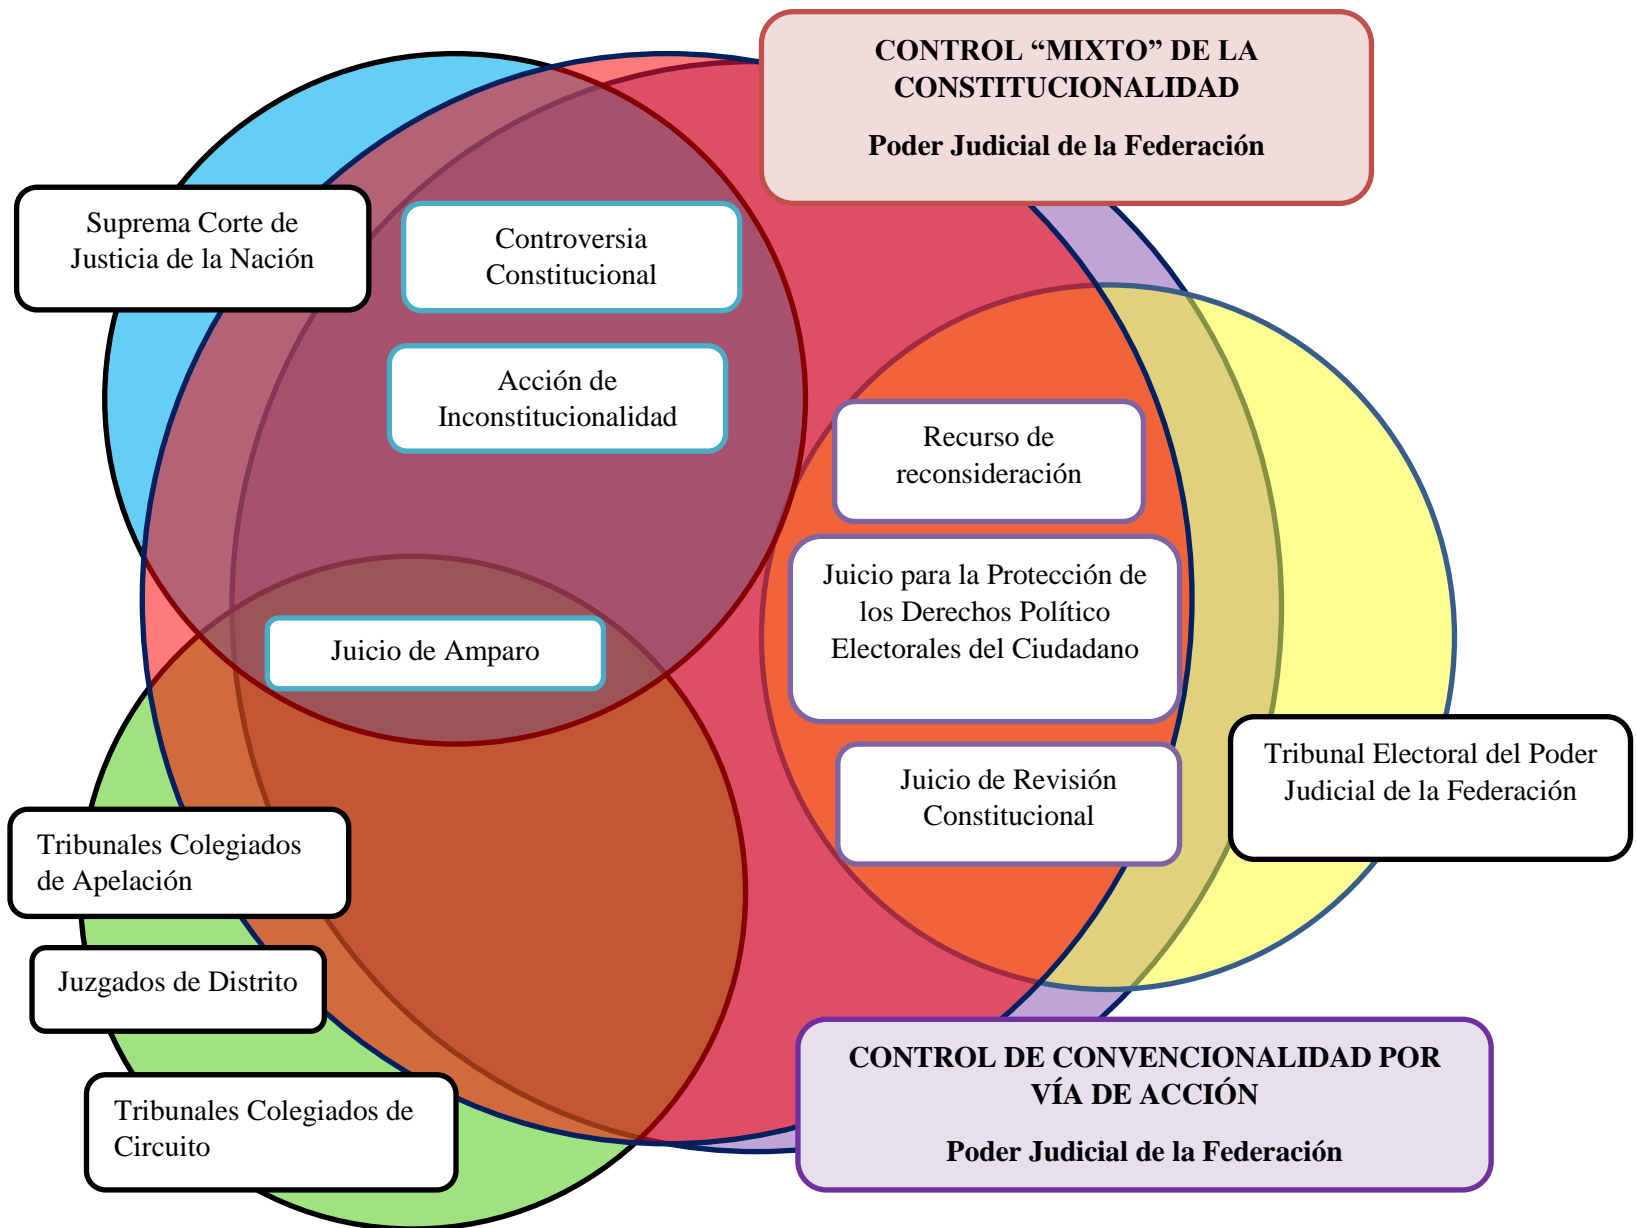 CONTROL “MIXTO” DE LA
CONSTITUCIONALIDAD
Poder Judicial de la Federación
Suprema Corte de
Justicia de la Nación
Controversia
Constitucional
Acción de
Inconstitucionalidad
Recurso de
reconsideración
Juicio para la Protección de
los Derechos Político
Electorales del Ciudadano
Juicio de Amparo
Tribunal Electoral del Poder
Judicial de la Federación
Juicio de Revisión
Constitucional
Tribunales Colegiados
de Apelación
Juzgados de Distrito
Tribunales Colegiados de
Circuito
CONTROL DE CONVENCIONALIDAD POR
VÍA DE ACCIÓN
Poder Judicial de la Federación